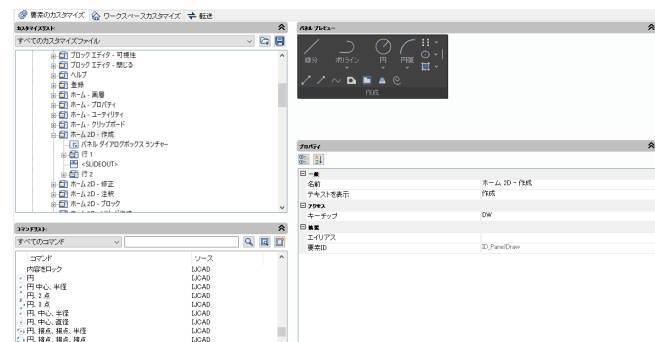 要素のカスタマイズ ワークスペースカスタマイズ 転送
カスタマイズリスト:
すべてのカスタマイズファイル
ブロック エディタ - 可視性
ブロック エディタ - 閉じる
ヘルプ
登録
ホーム - 画層
ホーム - プロパティ
ホーム - ユーティリティ
ホーム - クリップボード
ホーム 2D - 作成
パネル ダイアログボックス ランチャー
行 1
<SLIDEOUT>
行 2
ホーム 2D - 修正
ホーム 2D - 注釈
ホーム 2D - ブロック
コマンドリスト:
すべてのコマンド
コマンド ソース
内容をロック IJCAD
円 IJCAD
円 中心、半径 IJCAD
円、2 点 IJCAD
円、3 点 IJCAD
円、中心、半径 IJCAD
円、中心、直径 IJCAD
円、接点、接点、半径 IJCAD
円、接点、接点、接点 IJCAD
パネル プレビュー
線分 ポリライン 円 円弧
作成
プロパティ
一般
名前 ホーム 2D - 作成
テキストを表示 作成
アクセス
キーチップ DW
拡張
エイリアス
要素ID ID_PanelDraw